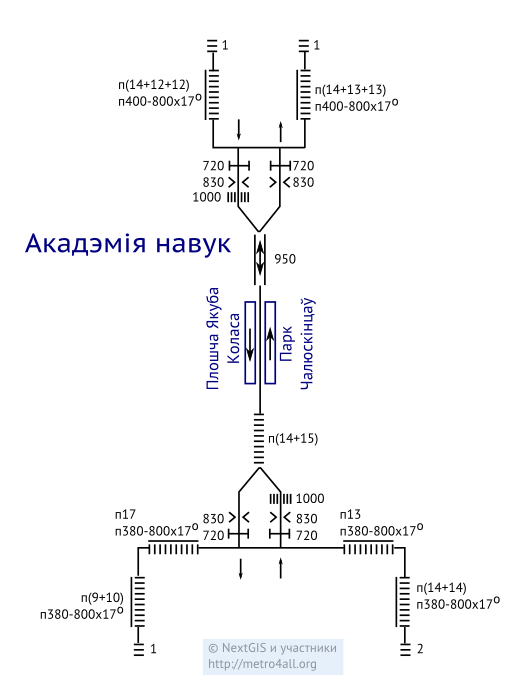 1
1
п(14+12+12)
п400-800x17°
п(14+13+13)
п400-800x17°
720
720
830
830
1000
Акадэмія навук
950
Плошча Якуба
Коласа
Парк
Чалюскінцаў
п(14+15)
1000
п17
п380-800x17°
830
830
п13
п380-800x17°
720
720
п(9+10)
п380-800x17°
п(14+14)
п380-800x17°
1
2
© NextGIS и участники
http://metro4all.org